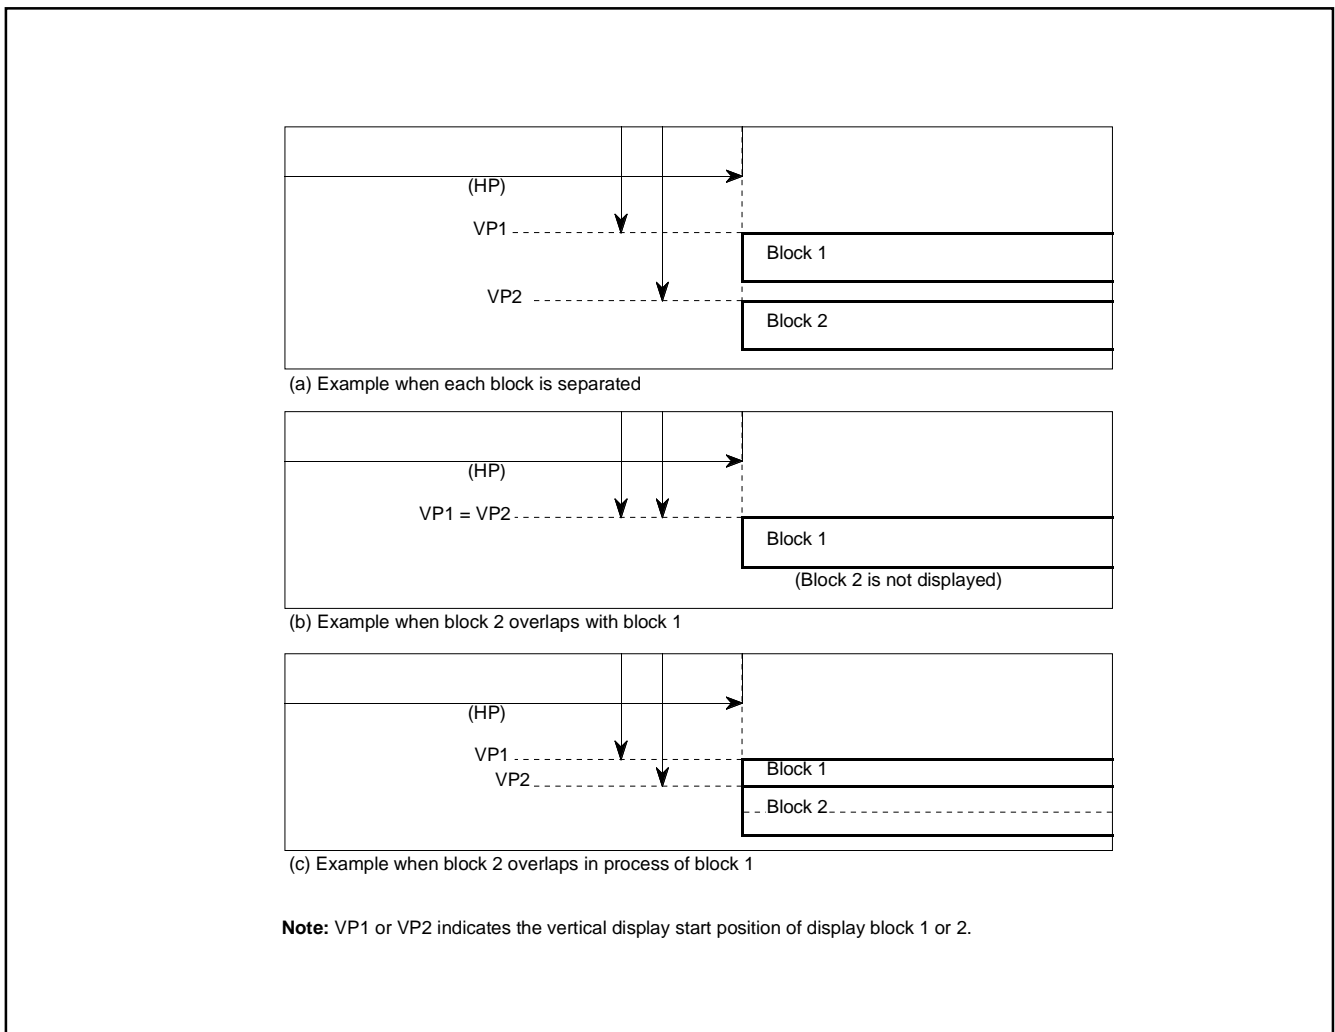 (HP)
VP1
Block 1
VP2
Block 2
(a) Example when each block is separated
(HP)
VP1 = VP2
Block 1
(Block 2 is not displayed)
(b) Example when block 2 overlaps with block 1
(HP)
VP1
Block 1
VP2
Block 2
(c) Example when block 2 overlaps in process of block 1
Note: VP1 or VP2 indicates the vertical display start position of display block 1 or 2.